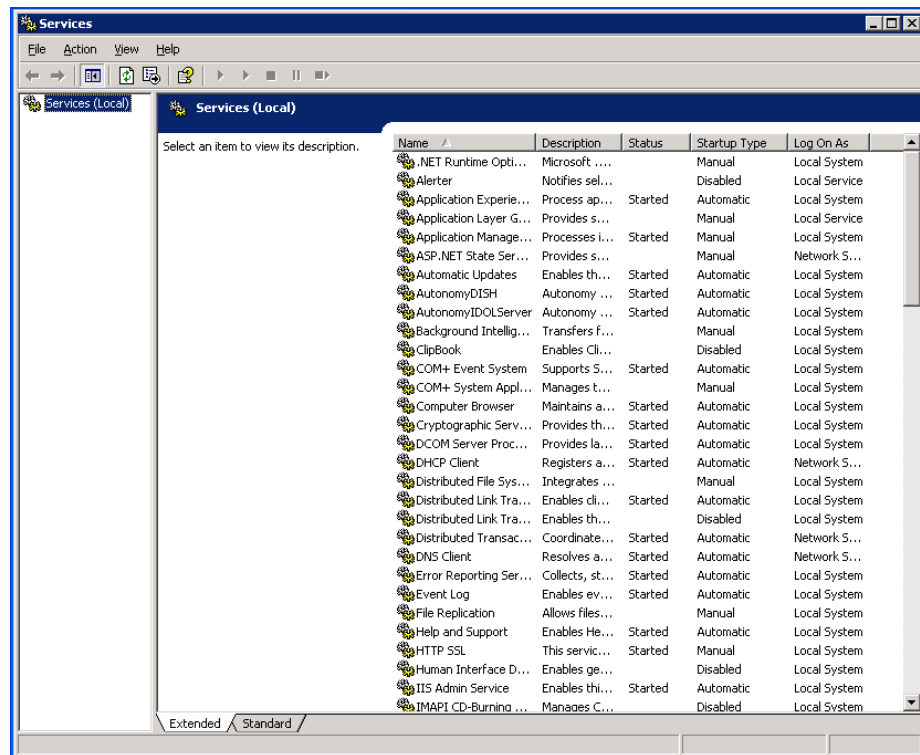 Services
File Action View Help
Services (Local)
Services (Local)
Select an item to view its description.
Name Description Status Startup Type Log On As
.NET Runtime Opti... Microsoft .... Manual Local System
Alerter Notifies sel... Disabled Local Service
Application Experie... Process ap... Started Automatic Local System
Application Layer G... Provides s... Manual Local Service
Application Manage... Processes i... Started Manual Local System
ASP.NET State Ser... Provides s... Manual Network S...
Automatic Updates Enables th... Started Automatic Local System
AutonomyDISH Autonomy ... Started Automatic Local System
AutonomyIDOLServer Autonomy ... Started Automatic Local System
Background Intellig... Transfers f... Manual Local System
ClipBook Enables Cli... Disabled Local System
COM+ Event System Supports S... Started Automatic Local System
COM+ System Appl... Manages t... Manual Local System
Computer Browser Maintains a... Started Automatic Local System
Cryptographic Serv... Provides th... Started Automatic Local System
DCOM Server Proc... Provides la... Started Automatic Local System
DHCP Client Registers a... Started Automatic Network S...
Distributed File Sys... Integrates ... Manual Local System
Distributed Link Tra... Enables cli... Started Automatic Local System
Distributed Link Tra... Enables th... Disabled Local System
Distributed Transac... Coordinate... Started Automatic Network S...
DNS Client Resolves a... Started Automatic Network S...
Error Reporting Ser... Collects, st... Started Automatic Local System
Event Log Enables ev... Started Automatic Local System
File Replication Allows files... Manual Local System
Help and Support Enables He... Started Automatic Local System
HTTP SSL This servic... Started Manual Local System
Human Interface D... Enables ge... Disabled Local System
IIS Admin Service Enables thi... Started Automatic Local System
IMAPI CD-Burning ... Manages C... Disabled Local System
Extended Standard